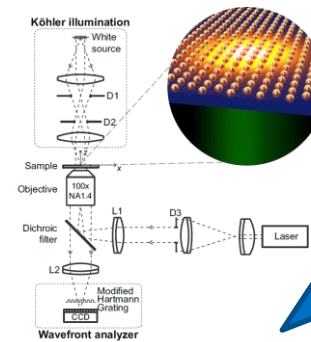 Köhler illumination
White
source
D1
D2
z
Sample
x
Objective
100x
NA1.4
L1
D3
Dichroic
filter
Laser
L2
Modified
Hartmann
Grating
CCD
Wavefront analyzer